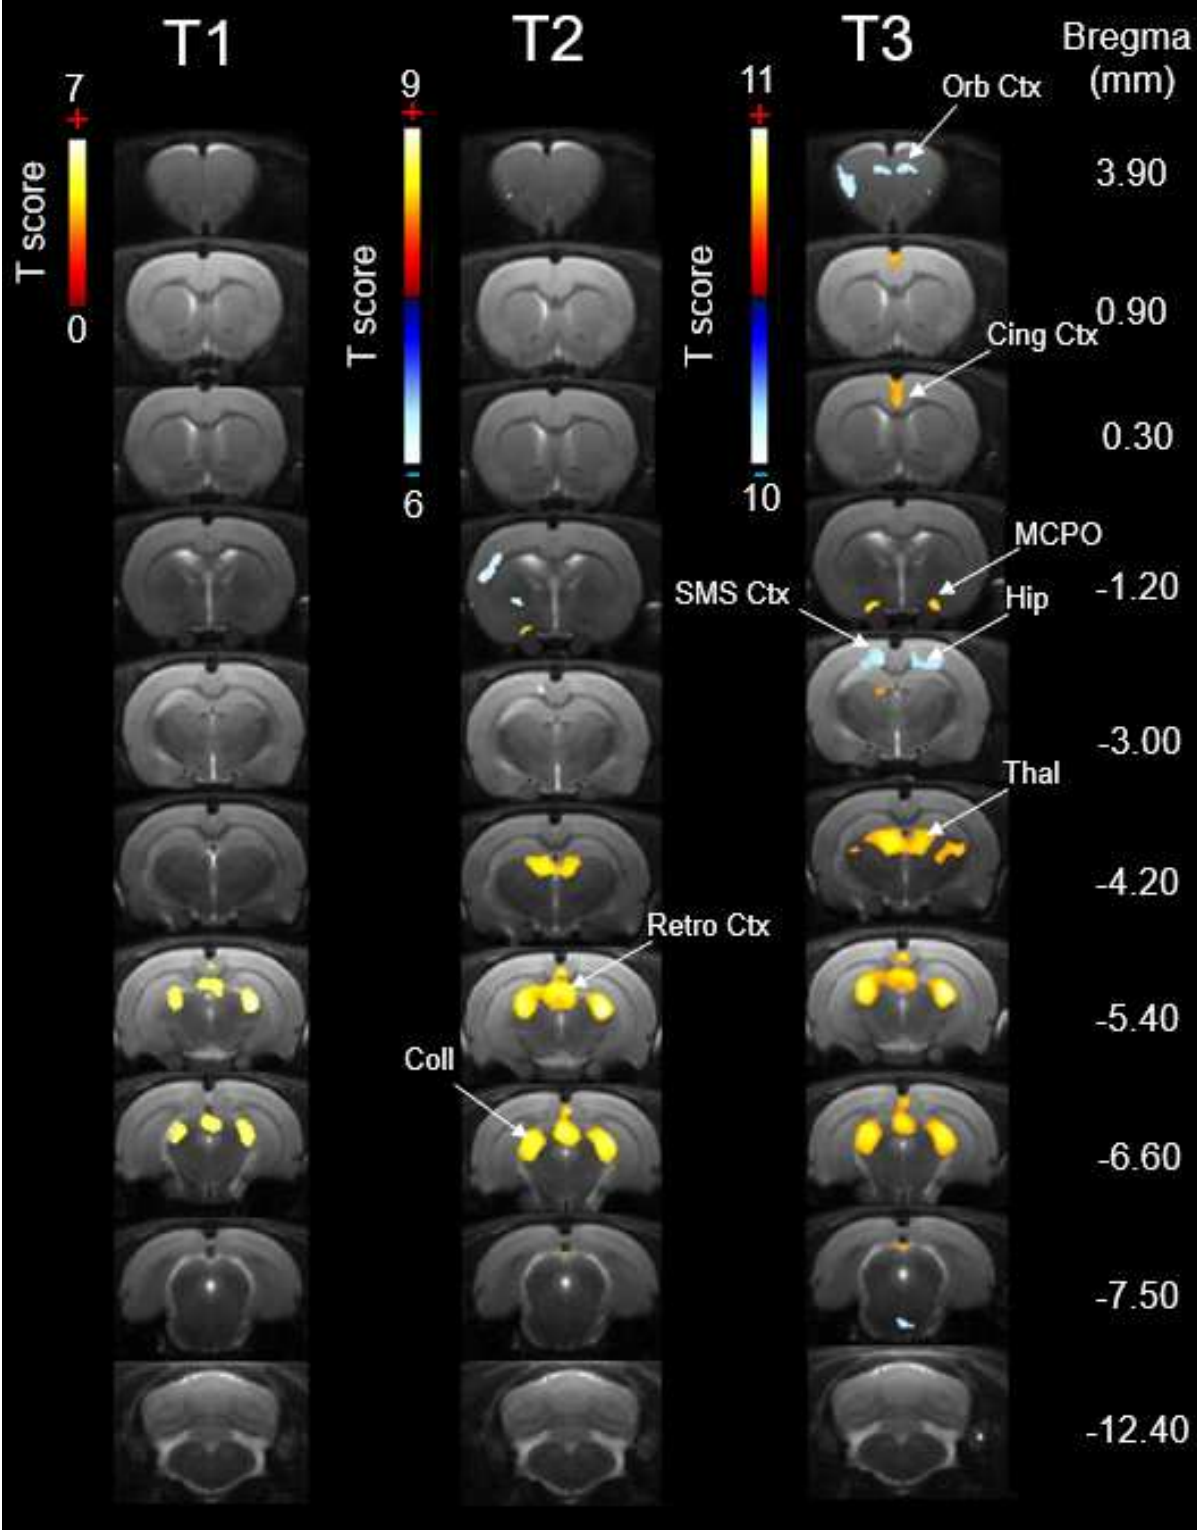 T1
T2
T3
Bregma
(mm)
7
+
T score
0
9
+
T score
-
6
11
+
T score
-
10
Orb Ctx
3.90
0.90
Cing Ctx
0.30
MCPO
-1.20
SMS Ctx
Hip
-3.00
Thal
-4.20
Retro Ctx
-5.40
Coll
-6.60
-7.50
-12.40